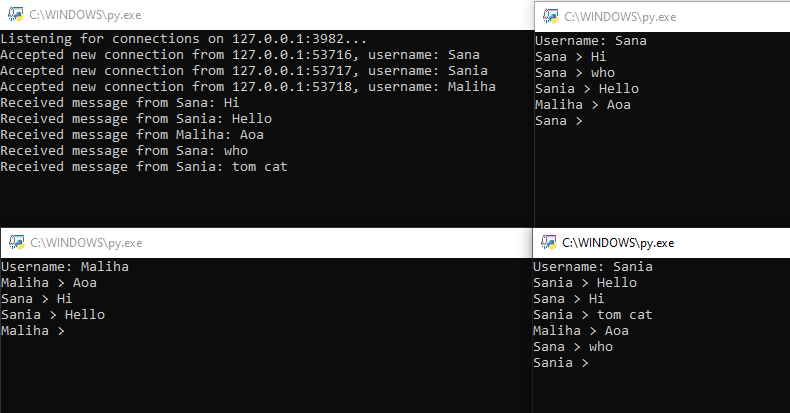 C:\WINDOWS\py.exe
Listening for connections on 127.0.0.1:3982...
Accepted new connection from 127.0.0.1:53716, username: Sana
Accepted new connection from 127.0.0.1:53717, username: Sania
Accepted new connection from 127.0.0.1:53718, username: Maliha
Received message from Sana: Hi
Received message from Sania: Hello
Received message from Maliha: Aoa
Received message from Sana: who
Received message from Sania: tom cat
C:\WINDOWS\py.exe
Username: Sana
Sana > Hi
Sana > who
Sania > Hello
Maliha > Aoa
Sana >
C:\WINDOWS\py.exe
Username: Maliha
Maliha > Aoa
Sana > Hi
Sania > Hello
Maliha >
C:\WINDOWS\py.exe
Username: Sania
Sania > Hello
Sana > Hi
Sania > tom cat
Maliha > Aoa
Sana > who
Sania >